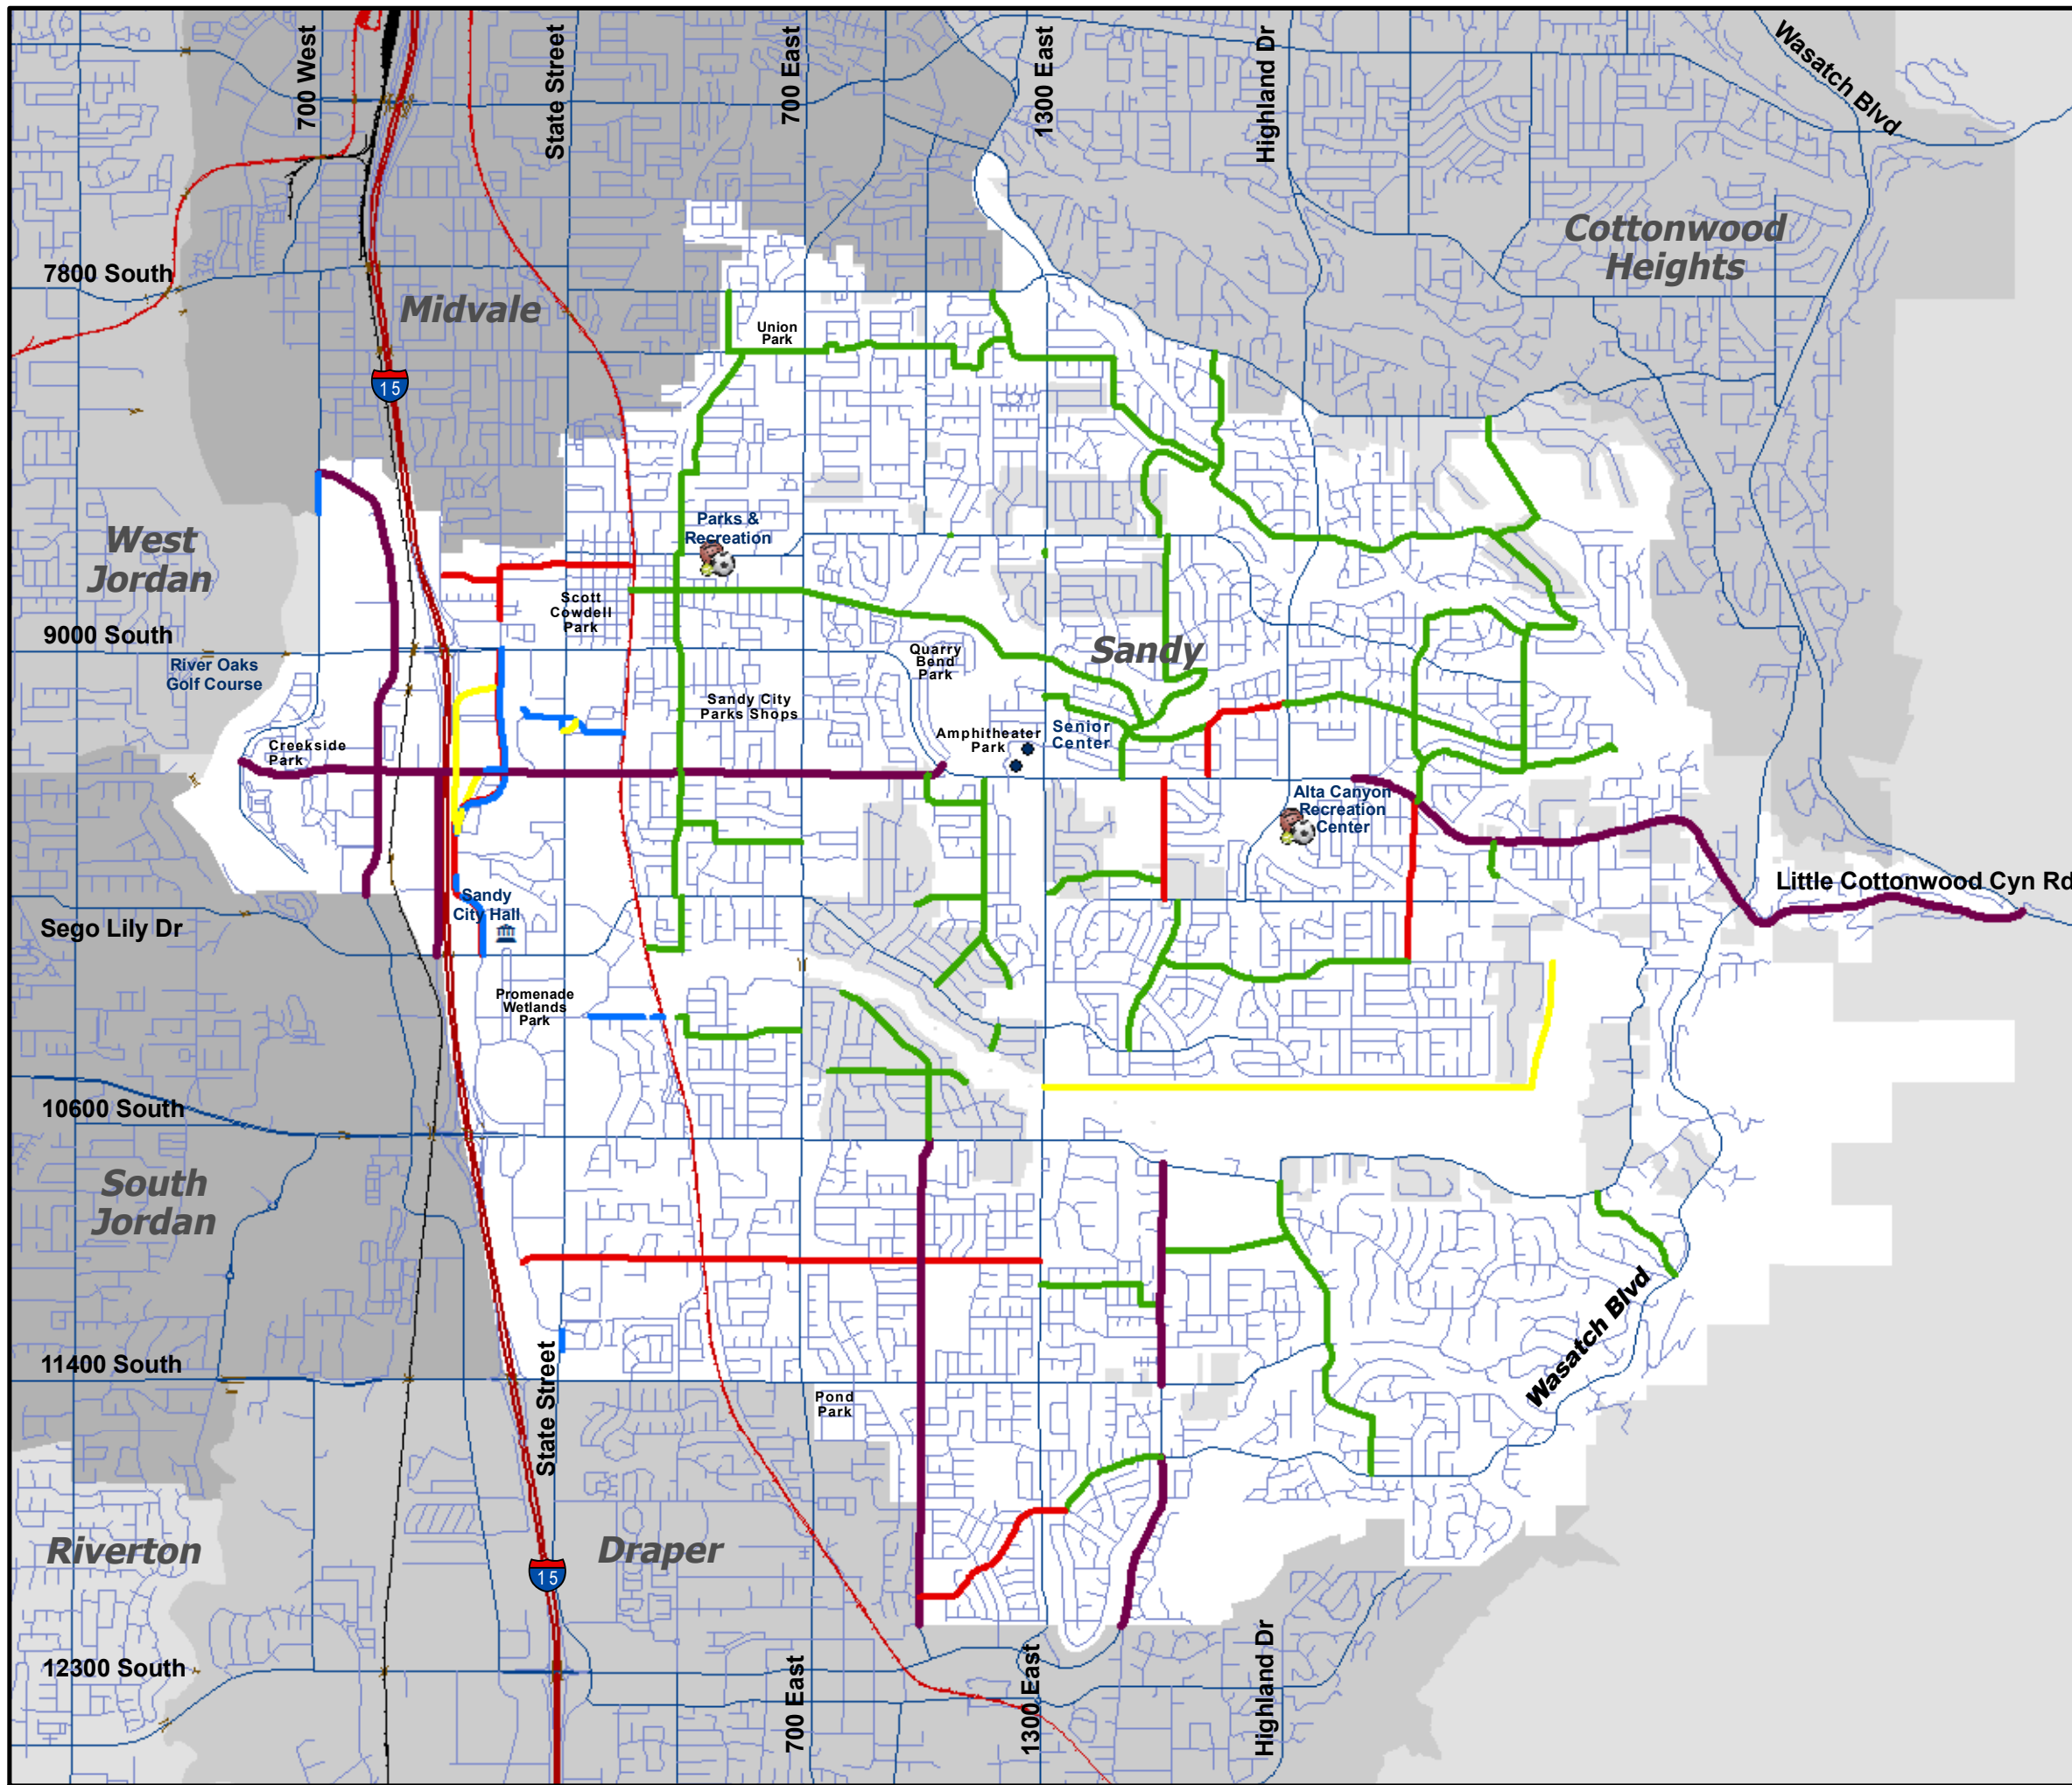 700 West
State Street
700 East
1300 East
Highland Dr
Wasatch Blvd
Cottonwood
Heights
7800 South
Midvale
Union
Park
15
West
Jordan
Parks &
Recreation
Scott
Cowdell
Park
9000 South
River Oaks
Golf Course
Quarry
Bend
Park
Sandy
Sandy City
Parks Shops
Creekside
Park
Amphitheater
Park
Senior
Center
Alta Canyon
Recreation
Center
Little Cottonwood Cyn Rd
Sandy
City Hall
Sego Lily Dr
Promenade
Wetlands
Park
10600 South
South
Jordan
Wasatch Blvd
11400 South
State Street
Pond
Park
Riverton
Draper
15
12300 South
700 East
1300 East
Highland Dr